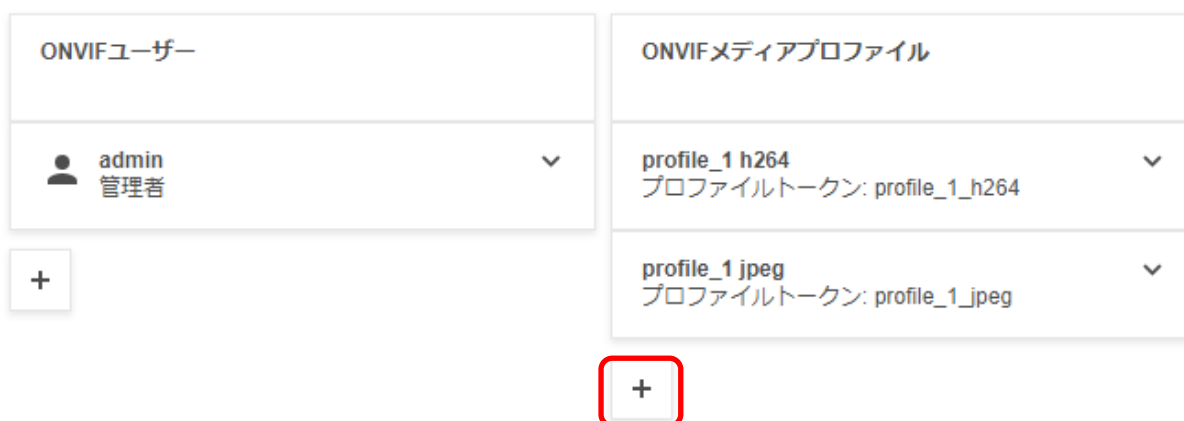 ONVIFユーザー
admin
管理者
+
ONVIFメディアプロファイル
profile_1 h264
プロファイルトークン: profile_1_h264
profile_1 jpeg
プロファイルトークン: profile_1_jpeg
+